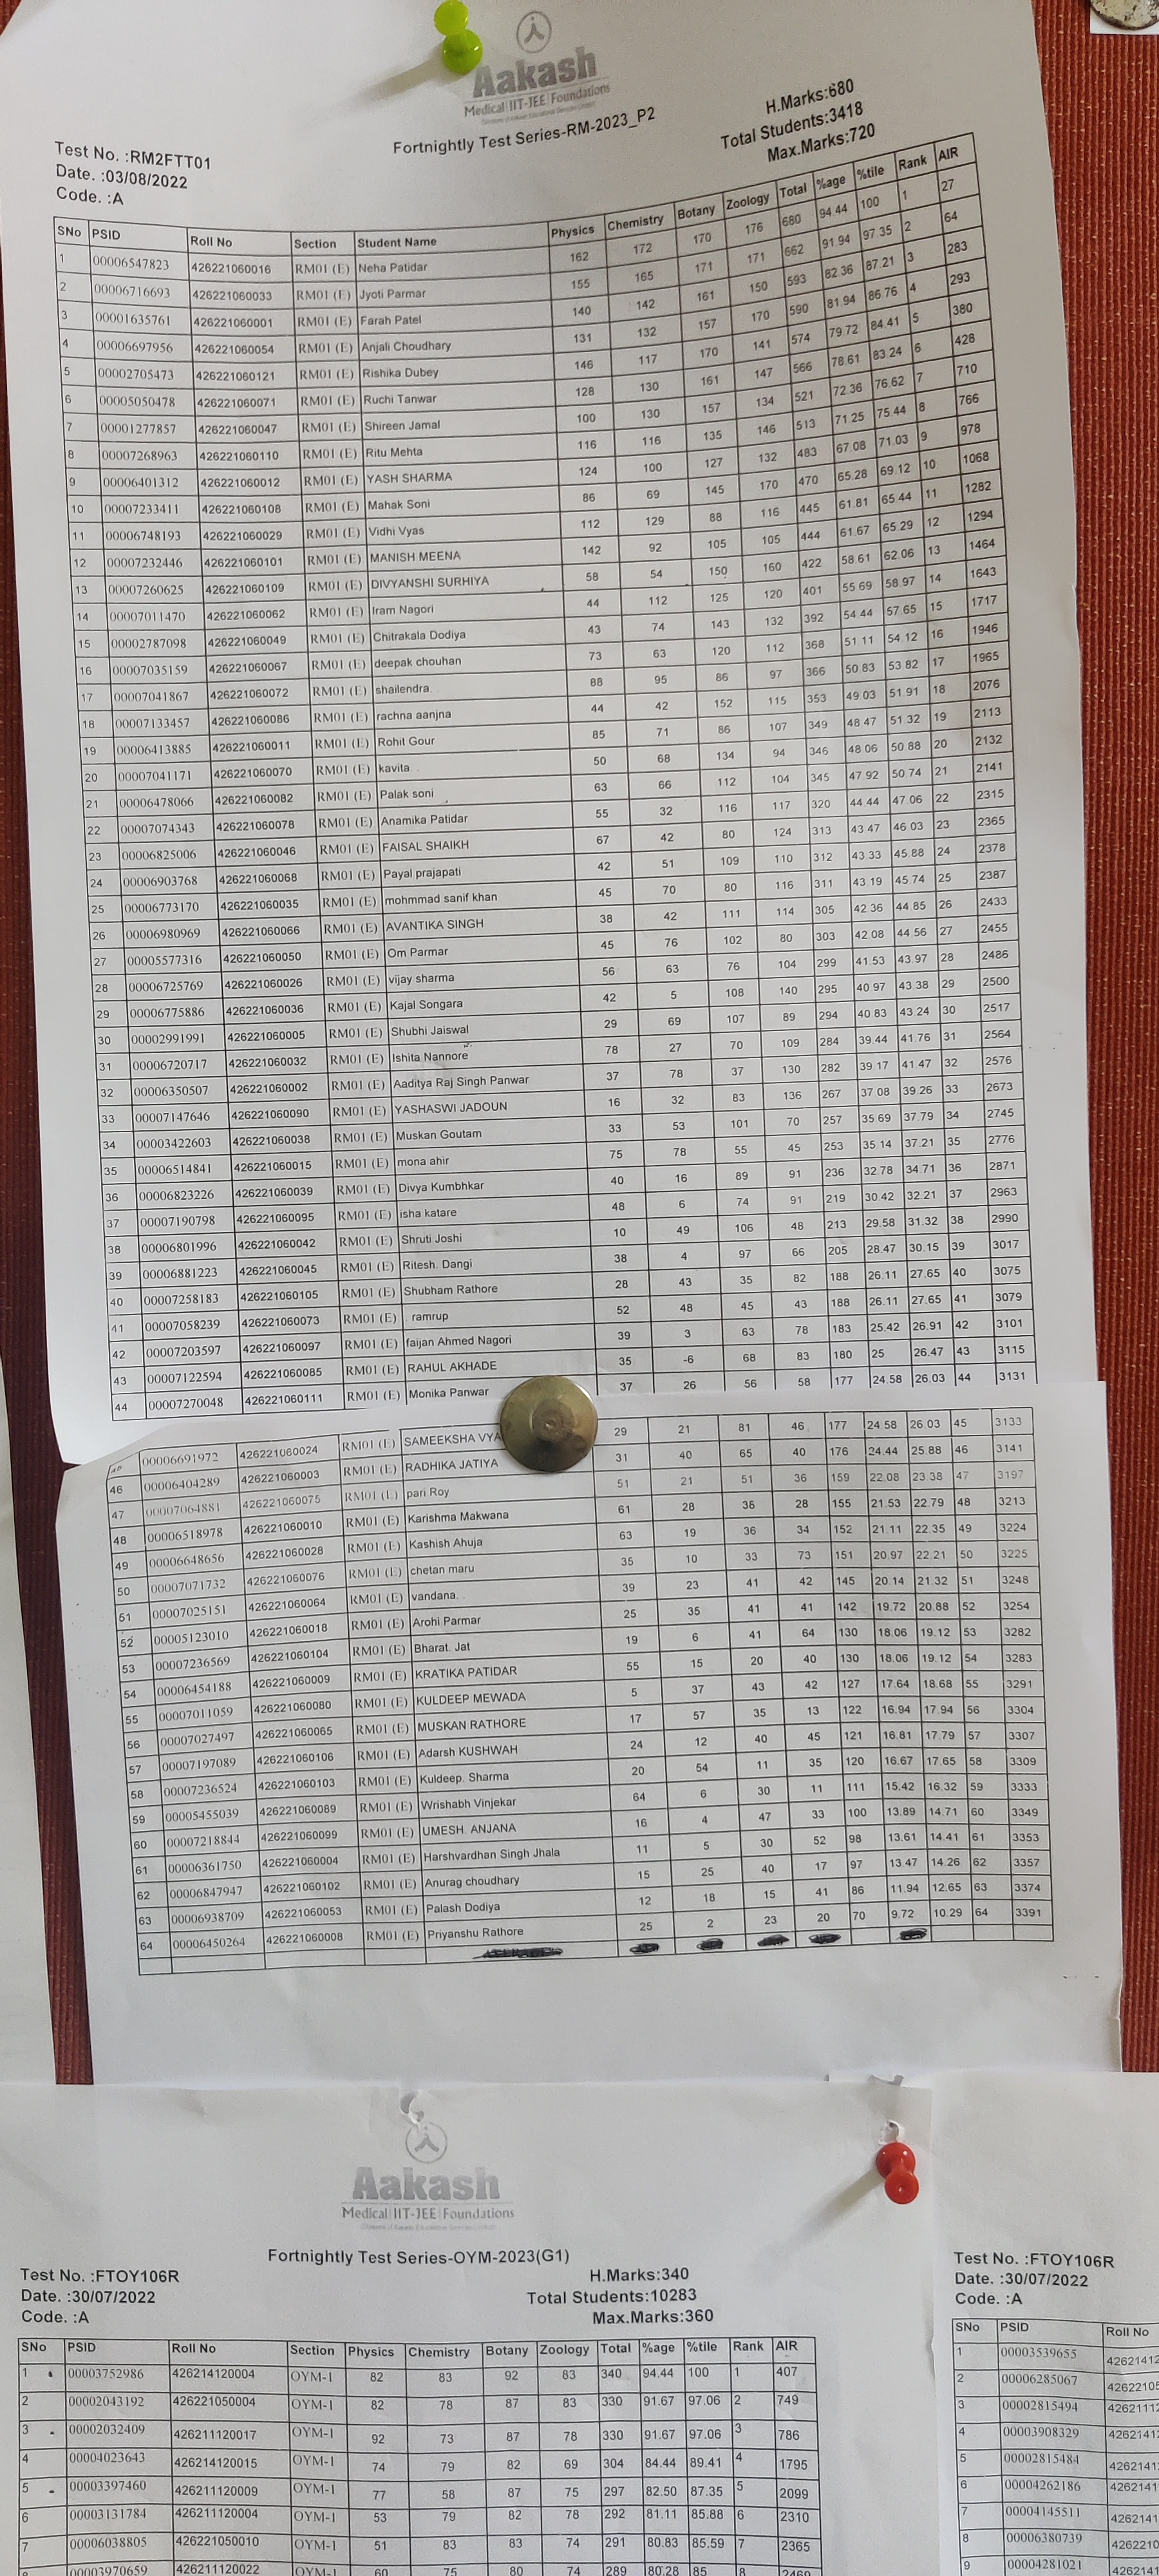 Aakash
Medical | IIT-JEE | Foundations
Fortnightly Test Series-RM-2023_P2
H.Marks:680
Total Students:3418
Max.Marks:720
Test No. :RM2FTT01
Date. :03/08/2022
Code. :A
SNo PSID Roll No Section Student Name Physics Chemistry Botany Zoology Total %age %tile Rank AIR
1 00006547823 426221060016 RM01 (E) Neha Patidar 162 172 170 176 680 94.44 100 1 27
2 00006716693 426221060033 RM01 (E) Jyoti Parmar 155 165 171 171 662 91.94 97.35 2 64
3 00001635761 426221060001 RM01 (E) Farah Patel 140 142 161 150 593 82.36 87.21 3 283
4 00006697956 426221060054 RM01 (E) Anjali Choudhary 131 132 157 170 590 81.94 86.76 4 293
5 00002705473 426221060121 RM01 (E) Rishika Dubey 146 117 170 141 574 79.72 84.41 5 380
6 00005050478 426221060071 RM01 (E) Ruchi Tanwar 128 130 161 147 566 78.61 83.24 6 428
7 00001277857 426221060047 RM01 (E) Shireen Jamal 100 130 157 134 521 72.36 76.62 7 710
8 00007268963 426221060110 RM01 (E) Ritu Mehta 116 116 135 146 513 71.25 75.44 8 766
9 00006401312 426221060012 RM01 (E) YASH SHARMA 124 100 127 132 483 67.08 71.03 9 978
10 00007233411 426221060108 RM01 (E) Mahak Soni 86 69 145 170 470 65.28 69.12 10 1068
11 00006748193 426221060029 RM01 (E) Vidhi Vyas 112 129 88 116 445 61.81 65.44 11 1282
12 00007232446 426221060101 RM01 (E) MANISH MEENA 142 92 105 105 444 61.67 65.29 12 1294
13 00007260625 426221060109 RM01 (E) DIVYANSHI SURHIYA 58 54 150 160 422 58.61 62.06 13 1464
14 00007011470 426221060062 RM01 (E) Iram Nagori 44 112 125 120 401 55.69 58.97 14 1643
15 00002787098 426221060049 RM01 (E) Chitrakala Dodiya 43 74 143 132 392 54.44 57.65 15 1717
16 00007035159 426221060067 RM01 (E) deepak chouhan 73 63 120 112 368 51.11 54.12 16 1946
17 00007041867 426221060072 RM01 (E) shailendra. 88 95 86 97 366 50.83 53.82 17 1965
18 00007133457 426221060086 RM01 (E) rachna aanjna 44 42 152 115 353 49.03 51.91 18 2076
19 00006413885 426221060011 RM01 (E) Rohit Gour 85 71 86 107 349 48.47 51.32 19 2113
20 00007041171 426221060070 RM01 (E) kavita. . 50 68 134 94 346 48.06 50.88 20 2132
21 00006478066 426221060082 RM01 (E) Palak soni 63 66 112 104 345 47.92 50.74 21 2141
22 00007074343 426221060078 RM01 (E) Anamika Patidar 55 32 116 117 320 44.44 47.06 22 2315
23 00006825006 426221060046 RM01 (E) FAISAL SHAIKH 67 42 80 124 313 43.47 46.03 23 2365
24 00006903768 426221060068 RM01 (E) Payal prajapati 42 51 109 110 312 43.33 45.88 24 2378
25 00006773170 426221060035 RM01 (E) mohmmad sanif khan 45 70 80 116 311 43.19 45.74 25 2387
26 00006980969 426221060066 RM01 (E) AVANTIKA SINGH 38 42 111 114 305 42.36 44.85 26 2433
27 00005577316 426221060050 RM01 (E) Om Parmar 45 76 102 80 303 42.08 44.56 27 2455
28 00006725769 426221060026 RM01 (E) vijay sharma 56 63 76 104 299 41.53 43.97 28 2486
29 00006775886 426221060036 RM01 (E) Kajal Songara 42 5 108 140 295 40.97 43.38 29 2500
30 00002991991 426221060005 RM01 (E) Shubhi Jaiswal 29 69 107 89 294 40.83 43.24 30 2517
31 00006720717 426221060032 RM01 (E) Ishita Nannore 78 27 70 109 284 39.44 41.76 31 2564
32 00006350507 426221060002 RM01 (E) Aaditya Raj Singh Panwar 37 78 37 130 282 39.17 41.47 32 2576
33 00007147646 426221060090 RM01 (E) YASHASWI JADOUN 16 32 83 136 267 37.08 39.26 33 2673
34 00003422603 426221060038 RM01 (E) Muskan Goutam 33 53 101 70 257 35.69 37.79 34 2745
35 00006514841 426221060015 RM01 (E) mona ahir 75 78 55 45 253 35.14 37.21 35 2776
36 00006823226 426221060039 RM01 (E) Divya Kumbhkar 40 16 89 91 236 32.78 34.71 36 2871
37 00007190798 426221060095 RM01 (E) isha katare 48 6 74 91 219 30.42 32.21 37 2963
38 00006801996 426221060042 RM01 (E) Shruti Joshi 10 49 106 48 213 29.58 31.32 38 2990
39 00006881223 426221060045 RM01 (E) Ritesh. Dangi 38 4 97 66 205 28.47 30.15 39 3017
40 00007258183 426221060105 RM01 (E) Shubham Rathore 28 43 35 82 188 26.11 27.65 40 3075
41 00007058239 426221060073 RM01 (E) . ramrup 52 48 45 43 188 26.11 27.65 41 3079
42 00007203597 426221060097 RM01 (E) faijan Ahmed Nagori 39 3 63 78 183 25.42 26.91 42 3101
43 00007122594 426221060085 RM01 (E) RAHUL AKHADE 35 -6 68 83 180 25 26.47 43 3115
44 00007270048 426221060111 RM01 (E) Monika Panwar 37 26 56 58 177 24.58 26.03 44 3131
00006691972 426221060024 RM01 (E) SAMEEKSHA VYA 29 21 81 46 177 24.58 26.03 45 3133
46 00006404289 426221060003 RM01 (E) RADHIKA JATIYA 31 40 65 40 176 24.44 25.88 46 3141
47 00007064881 426221060075 RM01 (E) pari Roy 51 21 51 36 159 22.08 23.38 47 3197
48 00006518978 426221060010 RM01 (E) Karishma Makwana 61 28 36 28 155 21.53 22.79 48 3213
49 00006648656 426221060028 RM01 (E) Kashish Ahuja 63 19 36 34 152 21.11 22.35 49 3224
50 00007071732 426221060076 RM01 (E) chetan maru 35 10 33 73 151 20.97 22.21 50 3225
51 00007025151 426221060064 RM01 (E) vandana. . 39 23 41 42 145 20.14 21.32 51 3248
52 00005123010 426221060018 RM01 (E) Arohi Parmar 25 35 41 41 142 19.72 20.88 52 3254
53 00007236569 426221060104 RM01 (E) Bharat. Jat 19 6 41 64 130 18.06 19.12 53 3282
54 00006454188 426221060009 RM01 (E) KRATIKA PATIDAR 55 15 20 40 130 18.06 19.12 54 3283
55 00007011059 426221060080 RM01 (E) KULDEEP MEWADA 5 37 43 42 127 17.64 18.68 55 3291
56 00007027497 426221060065 RM01 (E) MUSKAN RATHORE 17 57 35 13 122 16.94 17.94 56 3304
57 00007197089 426221060106 RM01 (E) Adarsh KUSHWAH 24 12 40 45 121 16.81 17.79 57 3307
58 00007236524 426221060103 RM01 (E) Kuldeep. Sharma 20 54 11 35 120 16.67 17.65 58 3309
59 00005455039 426221060089 RM01 (E) Wrishabh Vinjekar 64 6 30 11 111 15.42 16.32 59 3333
60 00007218844 426221060099 RM01 (E) UMESH. ANJANA 16 4 47 33 100 13.89 14.71 60 3349
61 00006361750 426221060004 RM01 (E) Harshvardhan Singh Jhala 11 5 30 52 98 13.61 14.41 61 3353
62 00006847947 426221060102 RM01 (E) Anurag choudhary 15 25 40 17 97 13.47 14.26 62 3357
63 00006938709 426221060053 RM01 (E) Palash Dodiya 12 18 15 41 86 11.94 12.65 63 3374
64 00006450264 426221060008 RM01 (E) Priyanshu Rathore 25 2 23 20 70 9.72 10.29 64 3391
Aakash
Medical | IIT-JEE | Foundations
Fortnightly Test Series-OYM-2023(G1)
Test No. :FTOY106R
Date. :30/07/2022
Code. :A
H.Marks:340
Total Students:10283
Max.Marks:360
SNo PSID Roll No Section Physics Chemistry Botany Zoology Total %age %tile Rank AIR
1 00003752986 426214120004 OYM-1 82 83 92 83 340 94.44 100 1 407
2 00002043192 426221050004 OYM-1 82 78 87 83 330 91.67 97.06 2 749
3 00002032409 426211120017 OYM-1 92 73 87 78 330 91.67 97.06 3 786
4 00004023643 426214120015 OYM-1 74 79 82 69 304 84.44 89.41 4 1795
5 00003397460 426211120009 OYM-1 77 58 87 75 297 82.50 87.35 5 2099
6 00003131784 426211120004 OYM-1 53 79 82 78 292 81.11 85.88 6 2310
7 00006038805 426221050010 OYM-1 51 83 83 74 291 80.83 85.59 7 2365
8 00003970659 426211120022 OYM-1 60 75 80 74 289 80.28 85 8 2469
Test No. :FTOY106R
Date. :30/07/2022
Code. :A
SNo PSID Roll No
1 00003539655 42621412
2 00006285067 42622105
3 00002815494 42621112
4 00003908329 4262141
5 00002815484 4262141
6 00004262186 4262141
7 00004145511 4262141
8 00006380739 4262210
9 00004281021 4262141